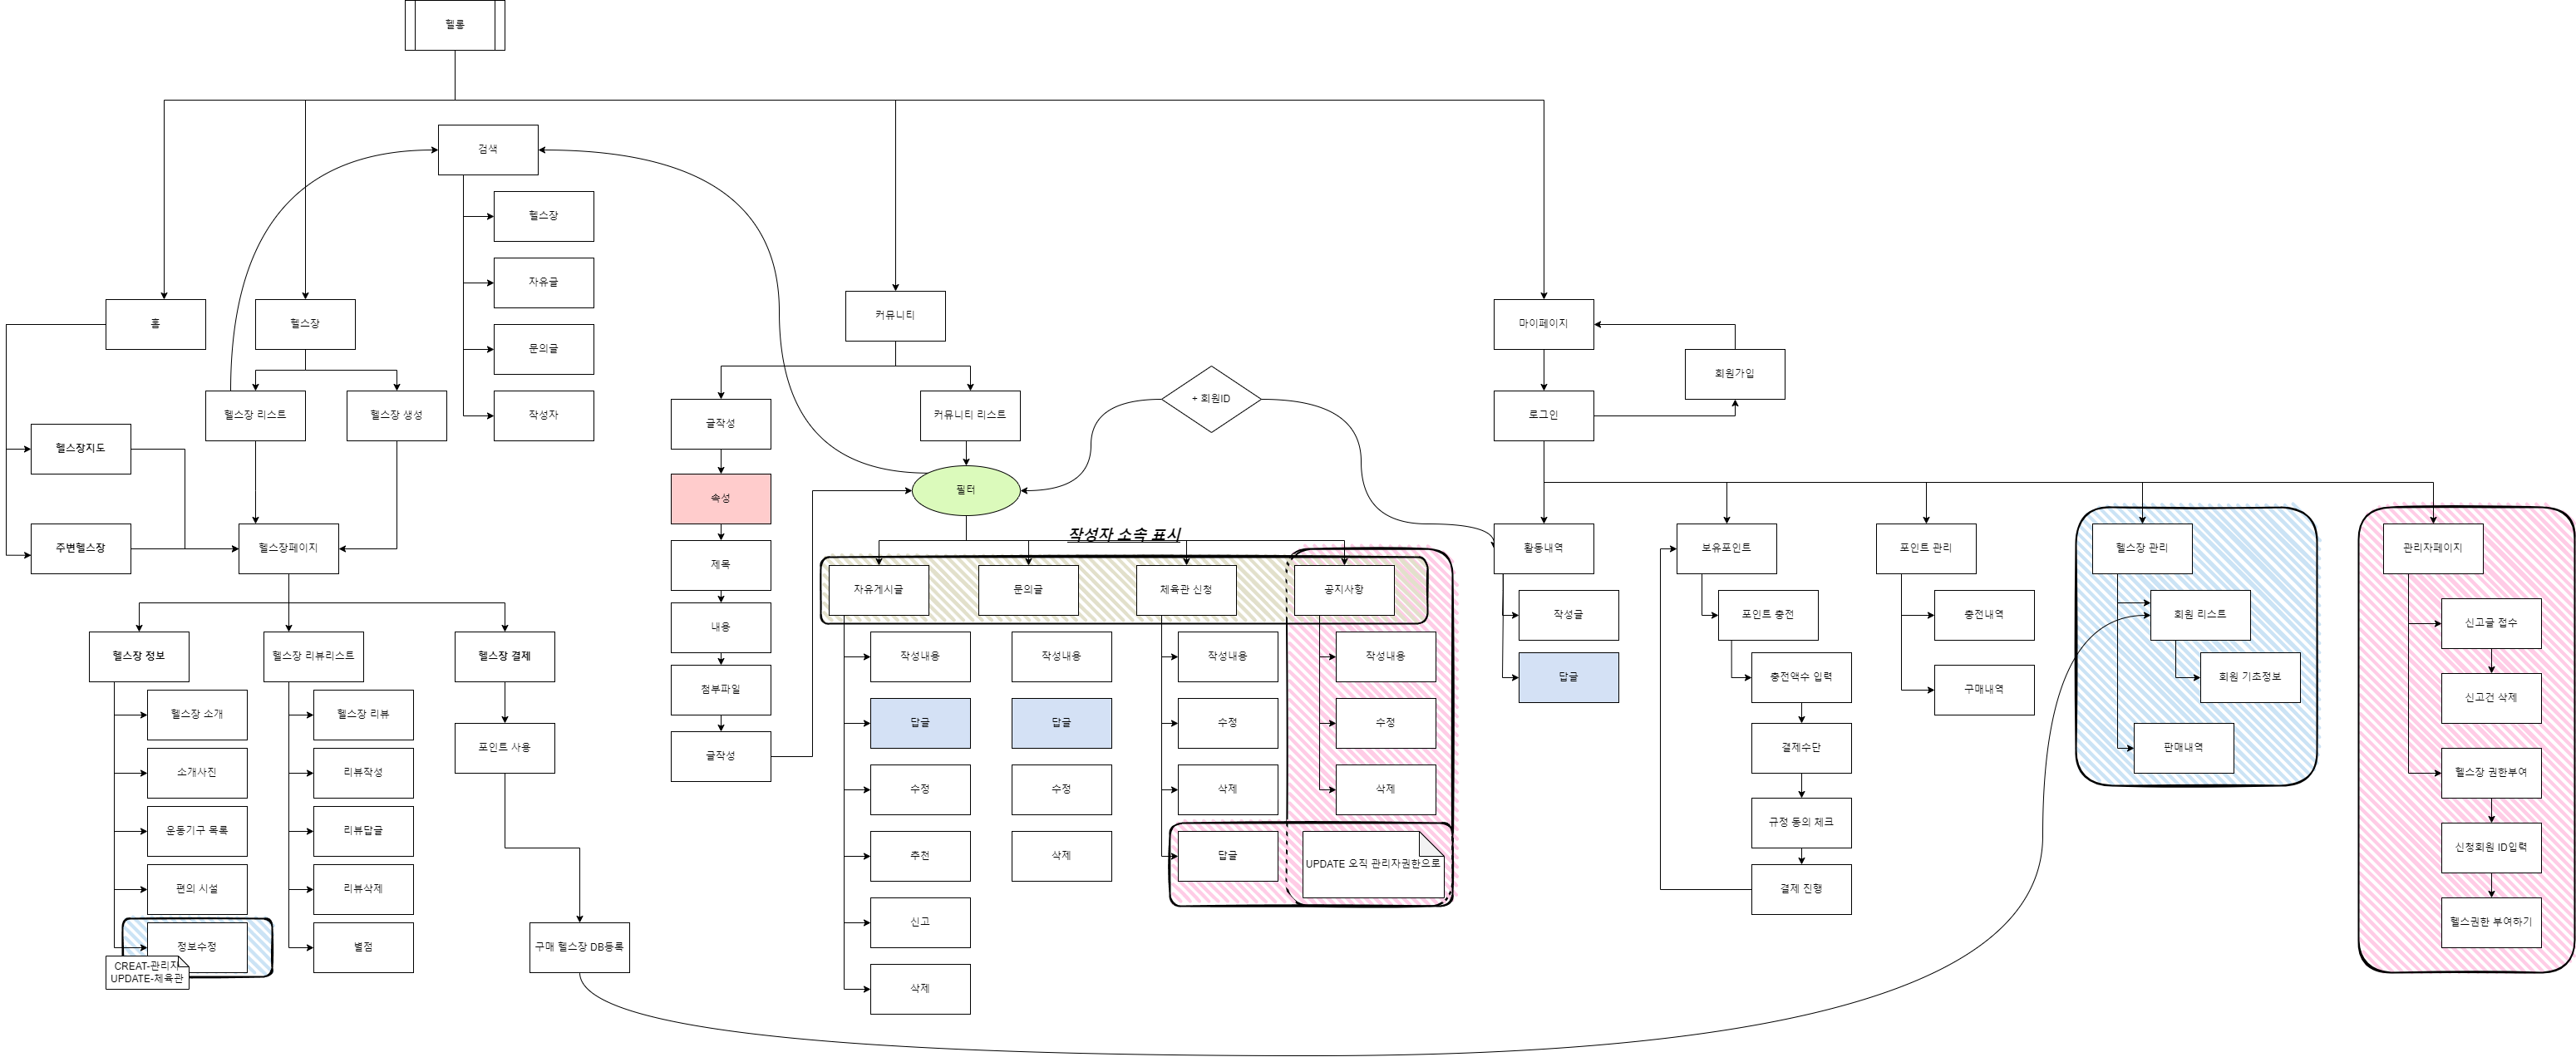 헬롱
검색
헬스장
자유글
문의글
작성자
홈
헬스장
커뮤니티
마이페이지
회원가입
헬스장 리스트
헬스장 생성
글작성
커뮤니티 리스트
+ 회원ID
로그인
헬스장지도
속성
필터
주변헬스장
헬스장페이지
제목
작성자 소속 표시
활동내역
보유포인트
포인트 관리
헬스장 관리
관리자페이지
자유게시글
문의글
체육관 신청
공지사항
내용
작성글
포인트 충전
충전내역
회원 리스트
신고글 접수
헬스장 정보
헬스장 리뷰리스트
헬스장 결제
작성내용
작성내용
작성내용
작성내용
첨부파일
답글
충전액수 입력
구매내역
회원 기초정보
신고건 삭제
헬스장 소개
헬스장 리뷰
포인트 사용
글작성
답글
답글
수정
수정
결제수단
판매내역
헬스장 권한부여
소개사진
리뷰작성
수정
수정
삭제
삭제
규정 동의 체크
운동기구 목록
리뷰답글
추천
삭제
답글
UPDATE 오직 관리자권한으로
신정회원 ID입력
편의 시설
리뷰삭제
신고
결제 진행
헬스권한 부여하기
정보수정
별점
구매 헬스장 DB등록
삭제
CREAT-관리자
UPDATE-체육관